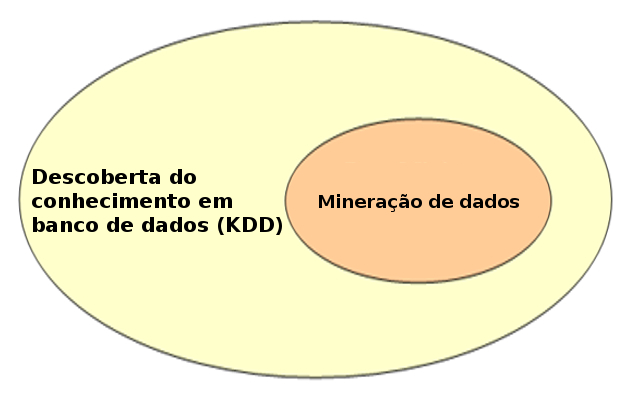 Descoberta do
conhecimento em
banco de dados (KDD)
Mineração de dados